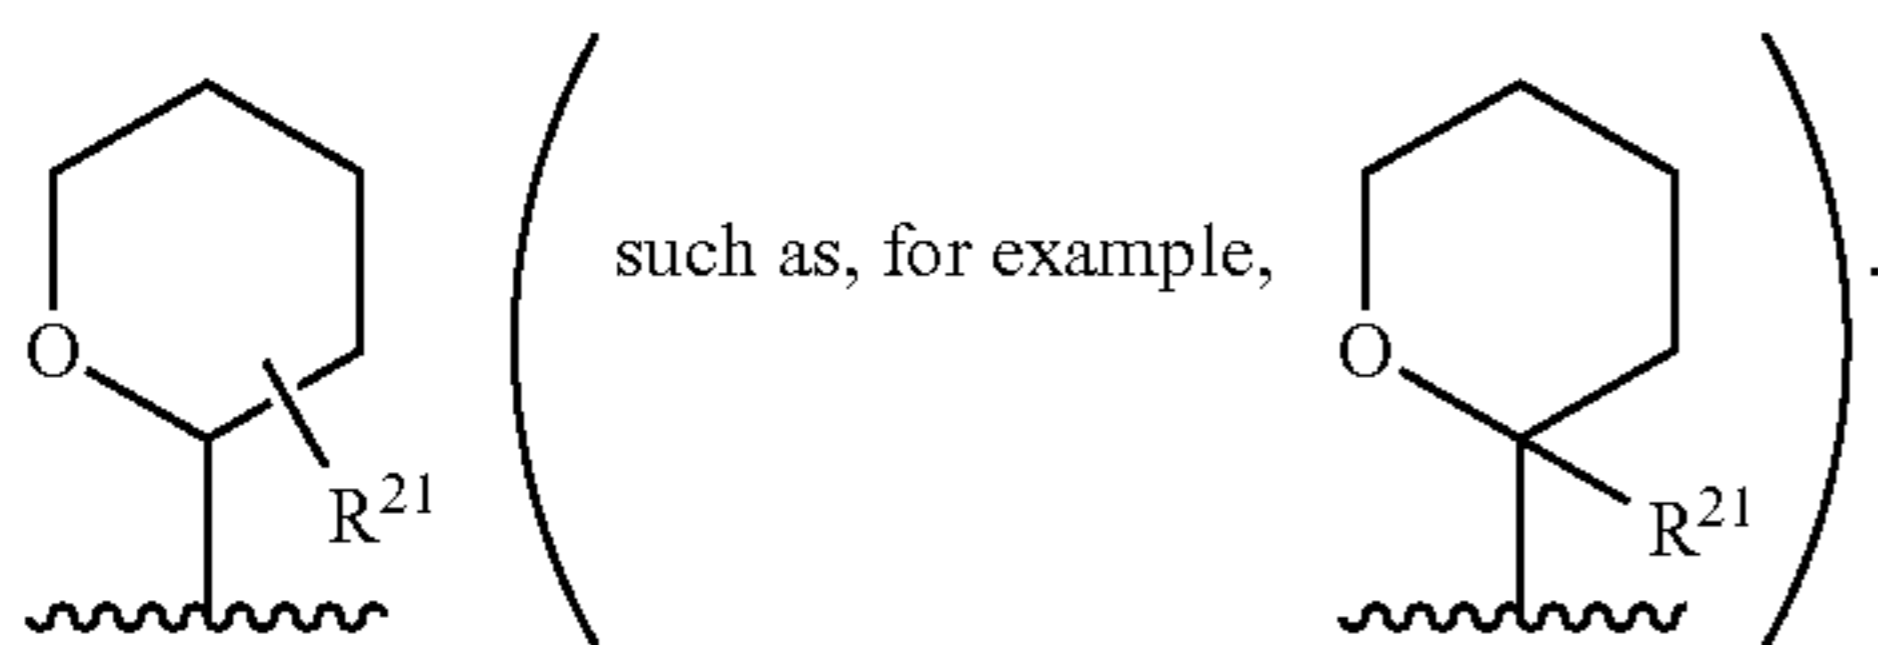 such as, for example,
O O
R²¹ R²¹